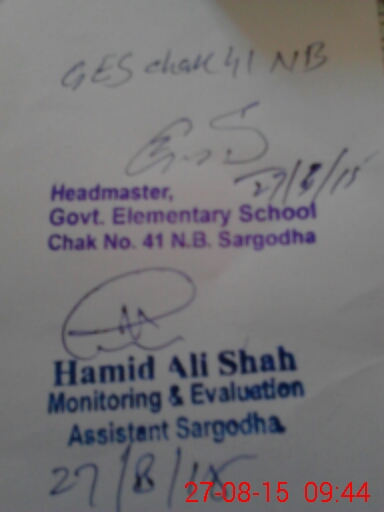 GES chak 41 NB
27/8/15
Headmaster,
Govt. Elementary School
Chak No. 41 N.B. Sargodha
Hamid Ali Shah
Monitoring & Evaluation
Assistant Sargodha
27/8/15
27-08-15 09:44